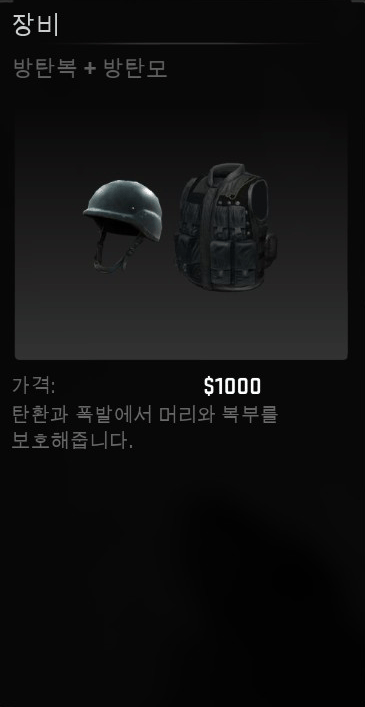 장비
방탄복 + 방탄모
가격: $1000
탄환과 폭발에서 머리와 복부를
보호해줍니다.